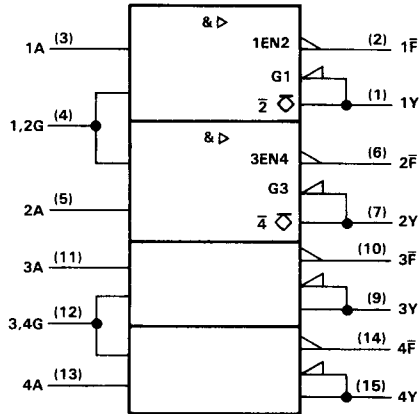 & ▷
1A (3) 1EN2 (2) 1F̅
G1
2̅ ◇̅ (1) 1Y
1,2G (4)
& ▷
3EN4 (6) 2F̅
2A (5) G3
4̅ ◇̅ (7) 2Y
3A (11) (10) 3F̅
3,4G (12) (9) 3Y
(14) 4F̅
4A (13) (15) 4Y